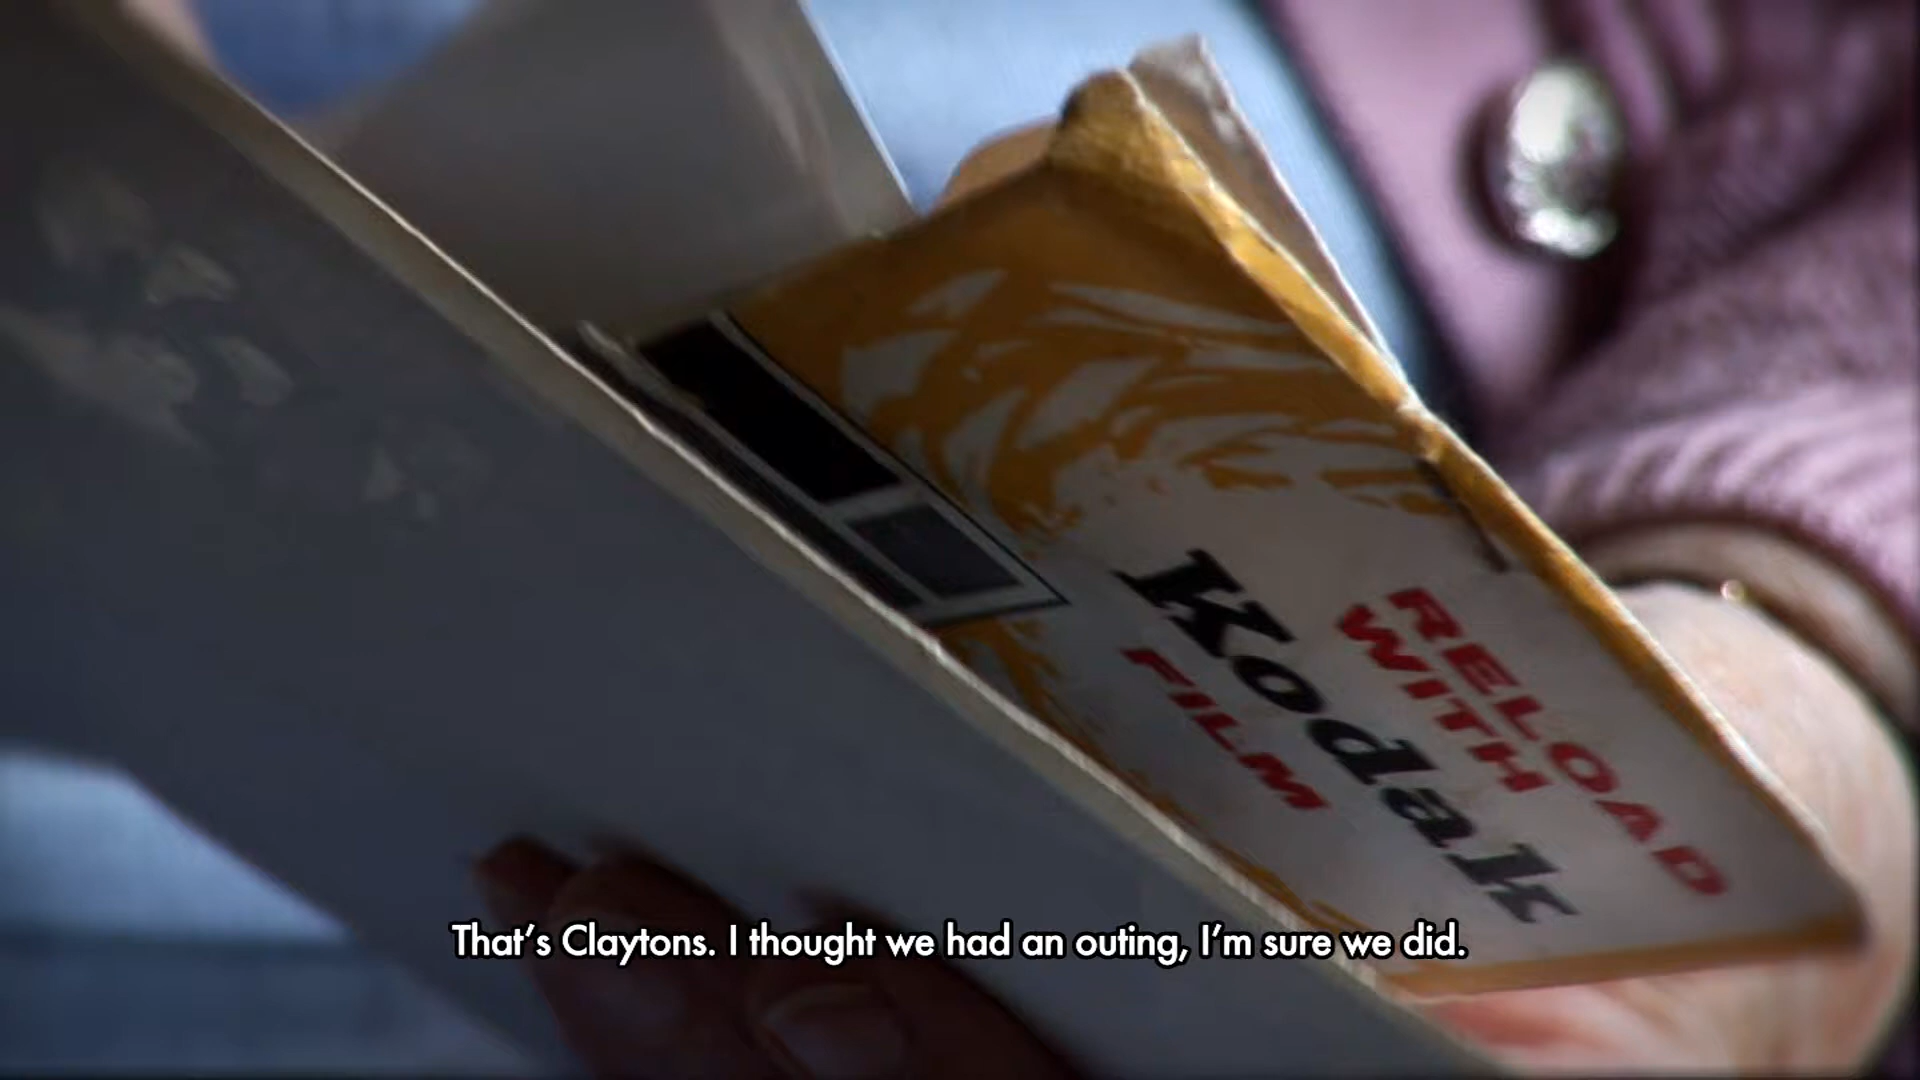 RELOAD
WITH
Kodak
FILM
That's Claytons. I thought we had an outing, I'm sure we did.